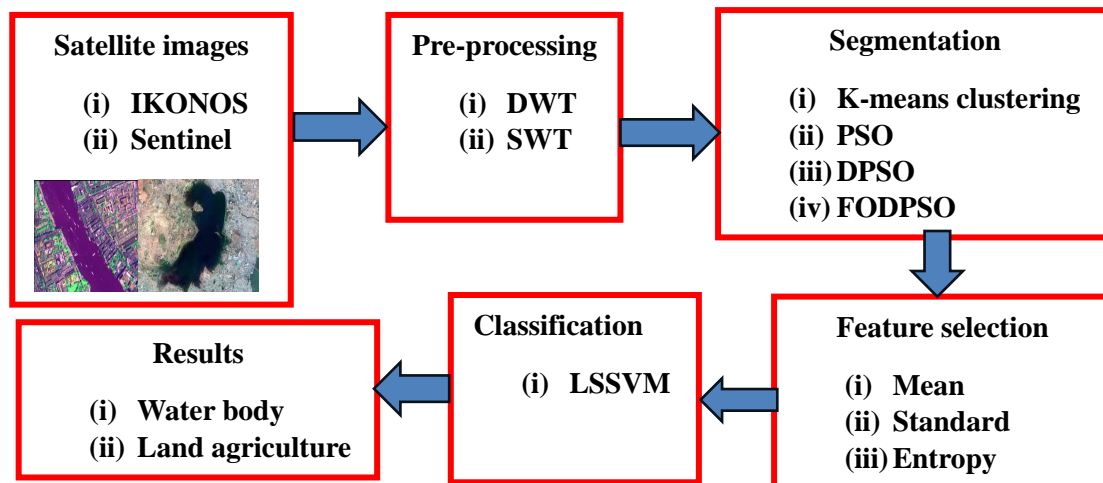 Satellite images
(i) IKONOS
(ii) Sentinel
Pre-processing
(i) DWT
(ii) SWT
Segmentation
(i) K-means clustering
(ii) PSO
(iii) DPSO
(iv) FODPSO
Feature selection
(i) Mean
(ii) Standard
(iii) Entropy
Classification
(i) LSSVM
Results
(i) Water body
(ii) Land agriculture